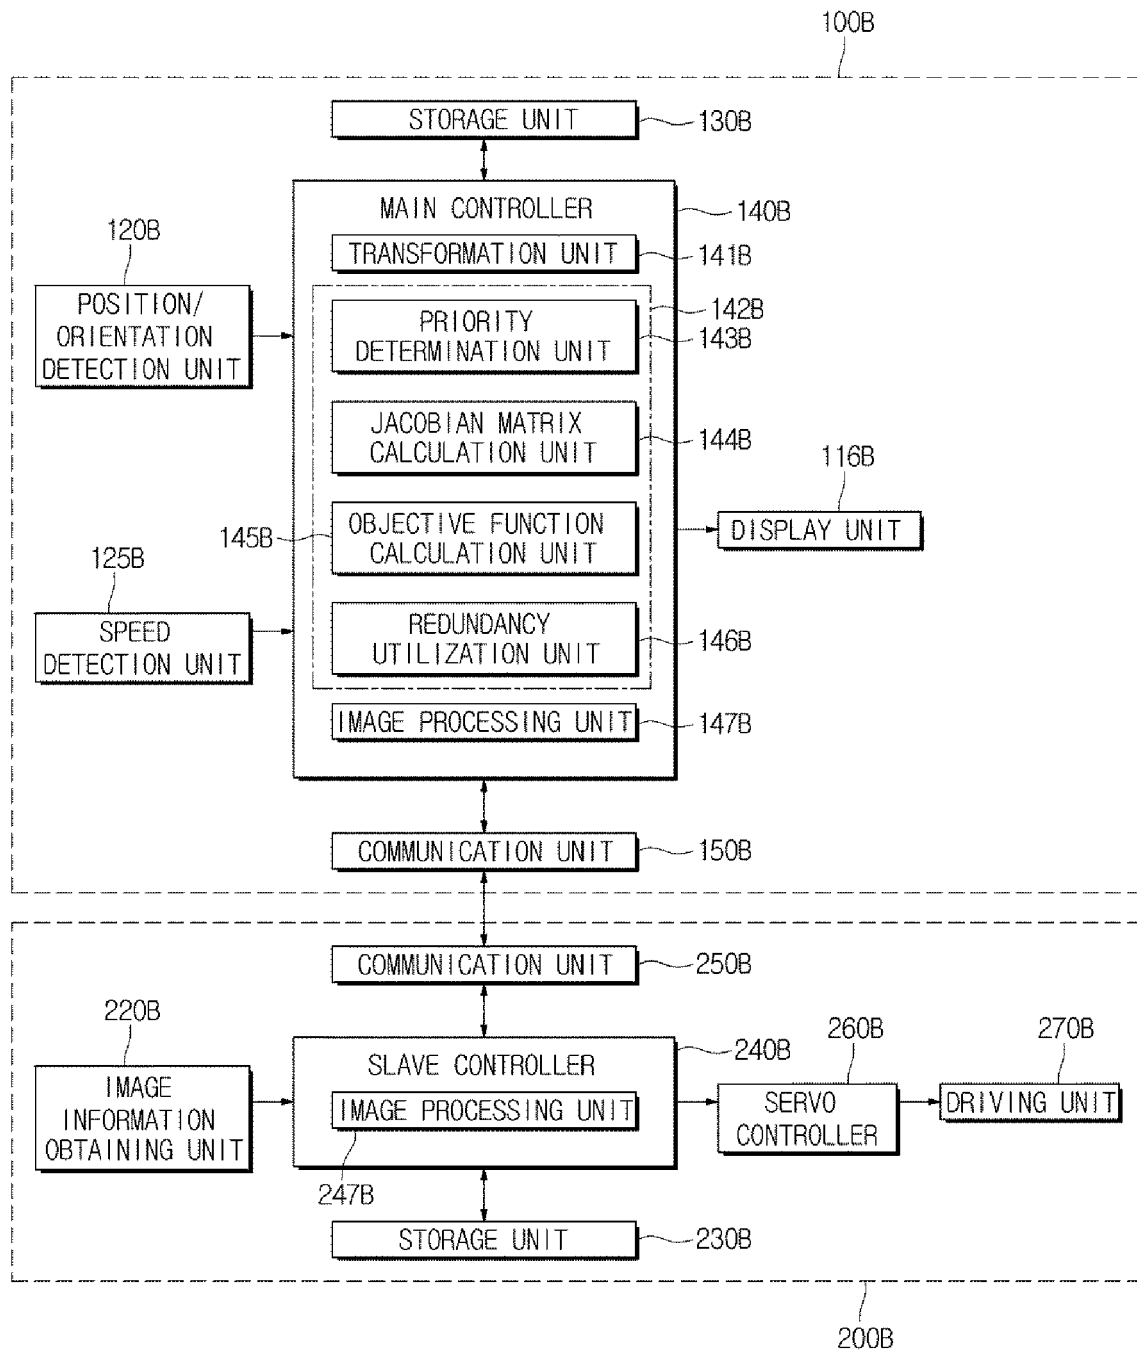 100B
STORAGE UNIT
130B
MAIN CONTROLLER
140B
TRANSFORMATION UNIT
141B
120B
POSITION/
ORIENTATION
DETECTION UNIT
142B
PRIORITY
DETERMINATION UNIT
143B
JACOBIAN MATRIX
CALCULATION UNIT
144B
116B
DISPLAY UNIT
145B
OBJECTIVE FUNCTION
CALCULATION UNIT
125B
SPEED
DETECTION UNIT
REDUNDANCY
UTILIZATION UNIT
146B
IMAGE PROCESSING UNIT
147B
COMMUNICATION UNIT
150B
COMMUNICATION UNIT
250B
220B
IMAGE
INFORMATION
OBTAINING UNIT
SLAVE CONTROLLER
240B
IMAGE PROCESSING UNIT
247B
260B
SERVO
CONTROLLER
270B
DRIVING UNIT
STORAGE UNIT
230B
200B